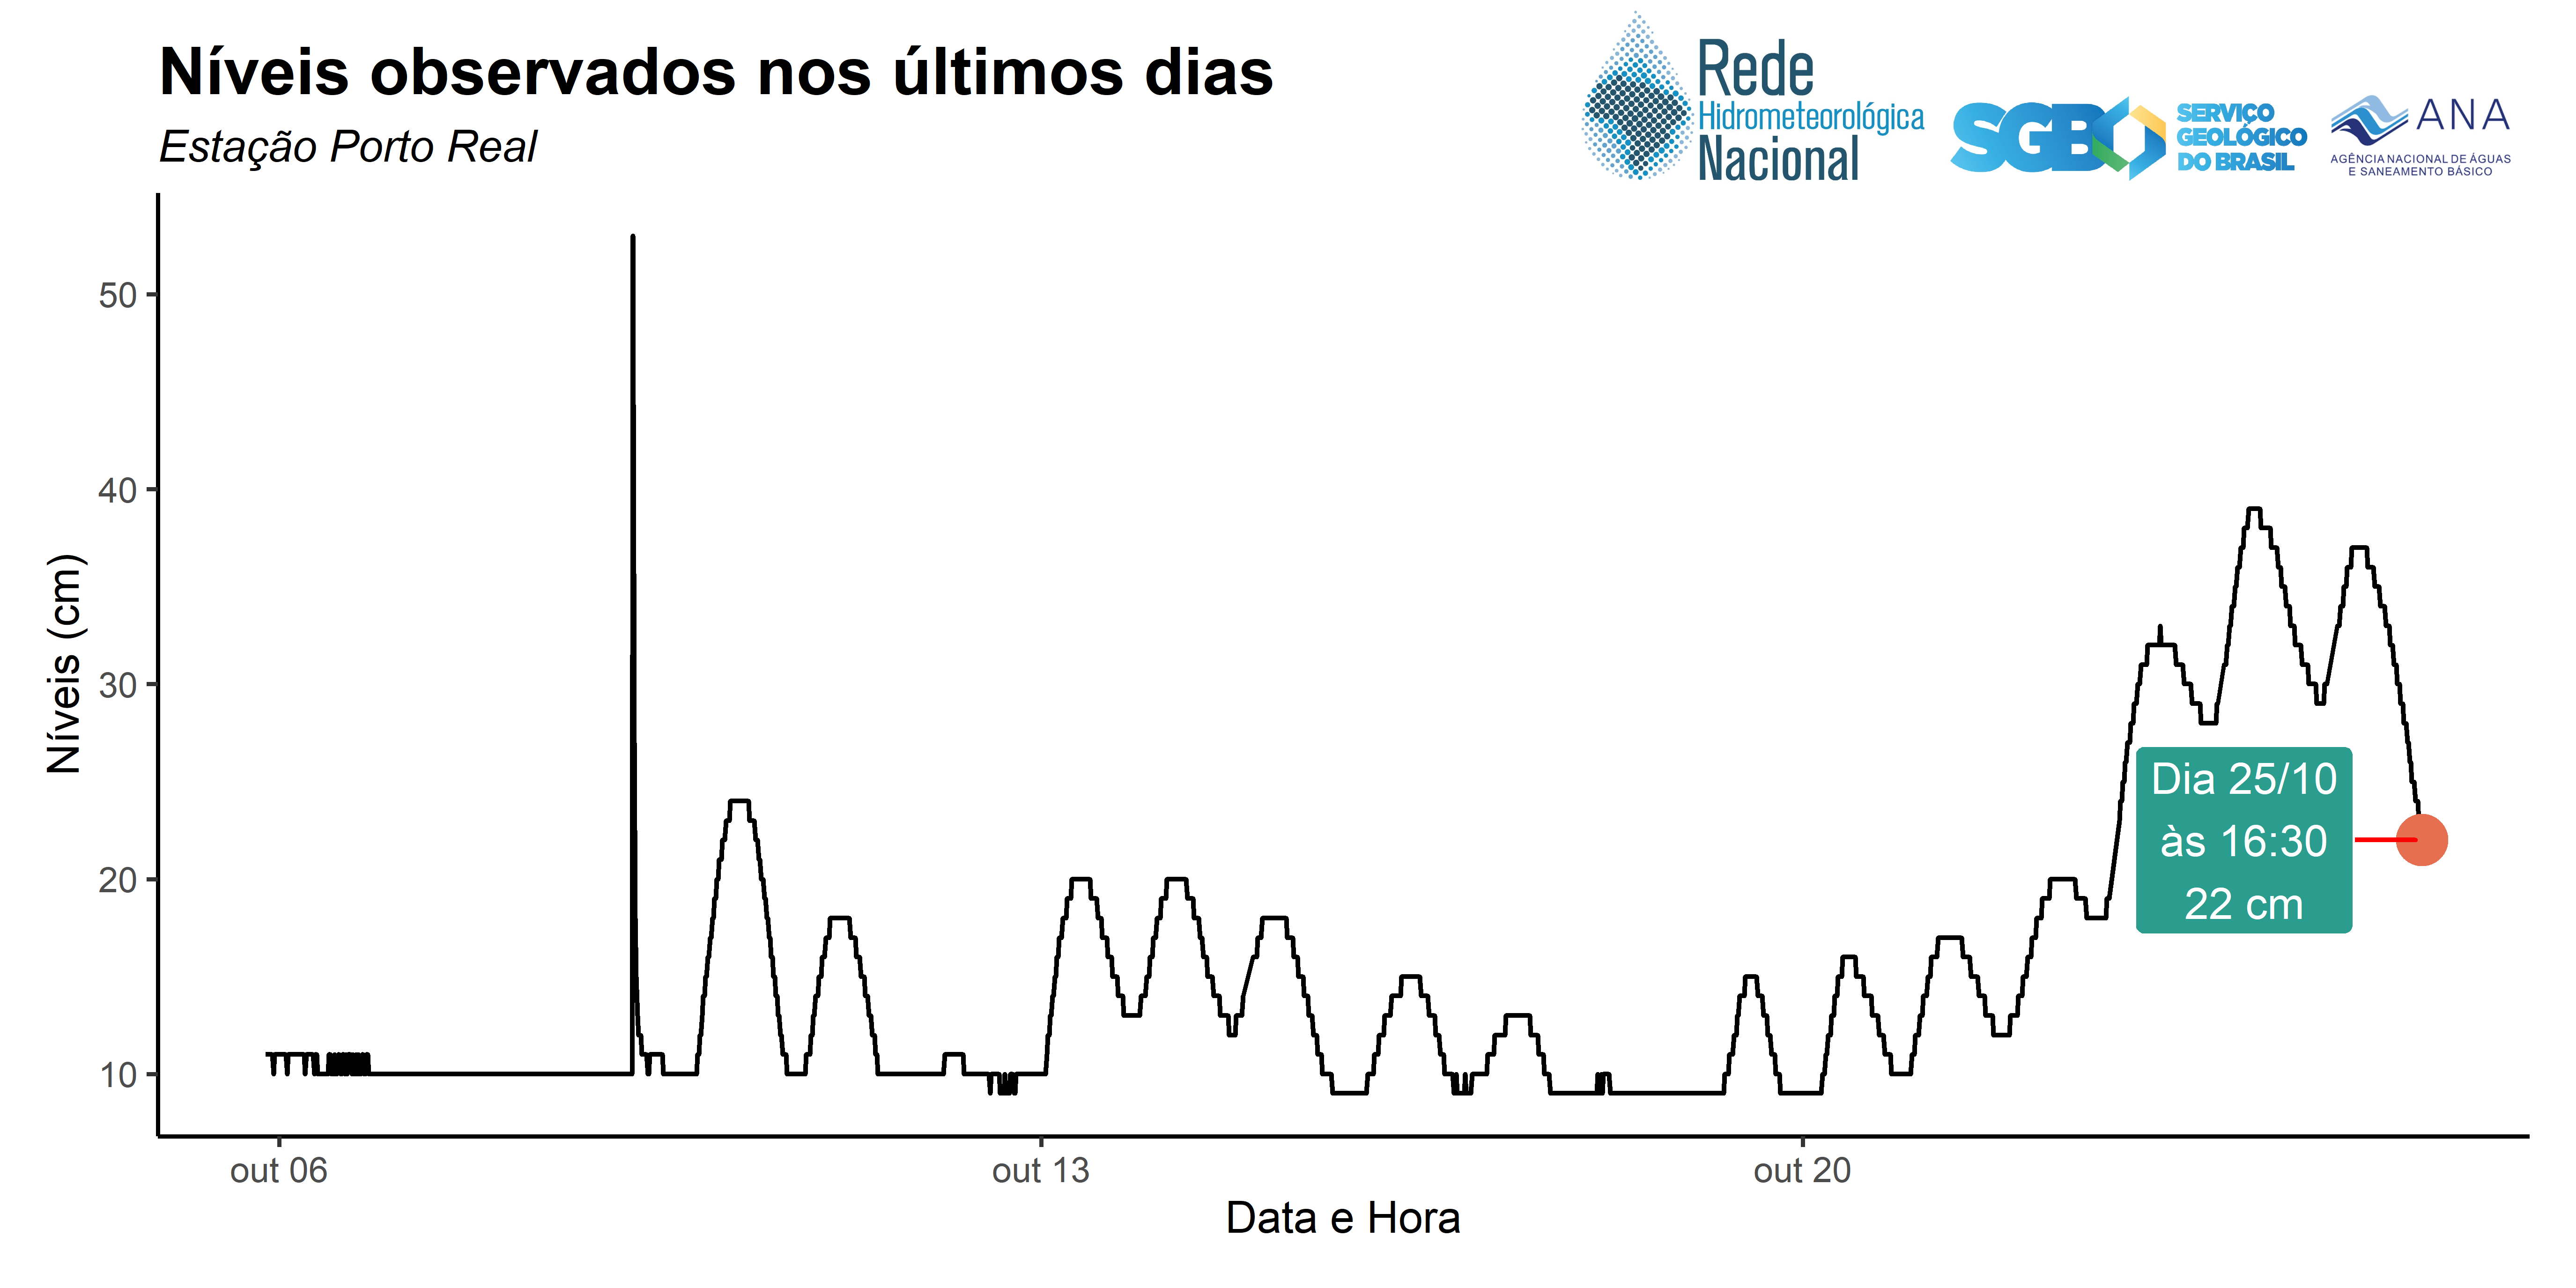 Níveis observados nos últimos dias
Estação Porto Real
Rede
Hidrometeorológica
Nacional
SGB
SERVIÇO
GEOLÓGICO
DO BRASIL
ANA
AGÊNCIA NACIONAL DE ÁGUAS
E SANEAMENTO BÁSICO
Níveis (cm)
50
40
30
20
10
Dia 25/10
às 16:30
22 cm
out 06
out 13
out 20
Data e Hora